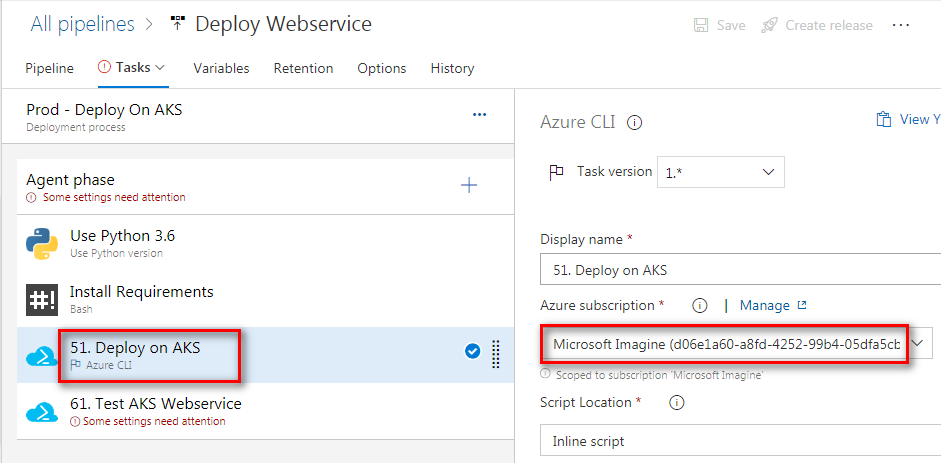 All pipelines > Deploy Webservice
Save Create release ...
Pipeline Tasks Variables Retention Options History
Prod - Deploy On AKS
Deployment process
Agent phase
Some settings need attention
Use Python 3.6
Use Python version
#!
Install Requirements
Bash
51. Deploy on AKS
Azure CLI
61. Test AKS Webservice
Some settings need attention
Azure CLI
View Y
Task version 1.*
Display name *
51. Deploy on AKS
Azure subscription * | Manage
Microsoft Imagine (d06e1a60-a8fd-4252-99b4-05dfa5cb
Scoped to subscription 'Microsoft Imagine'
Script Location *
Inline script